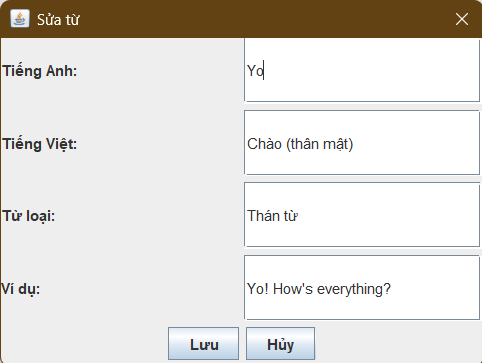 Sửa từ
Tiếng Anh: Yo
Tiếng Việt: Chào (thân mật)
Từ loại: Thán từ
Ví dụ: Yo! How's everything?
Lưu Hủy